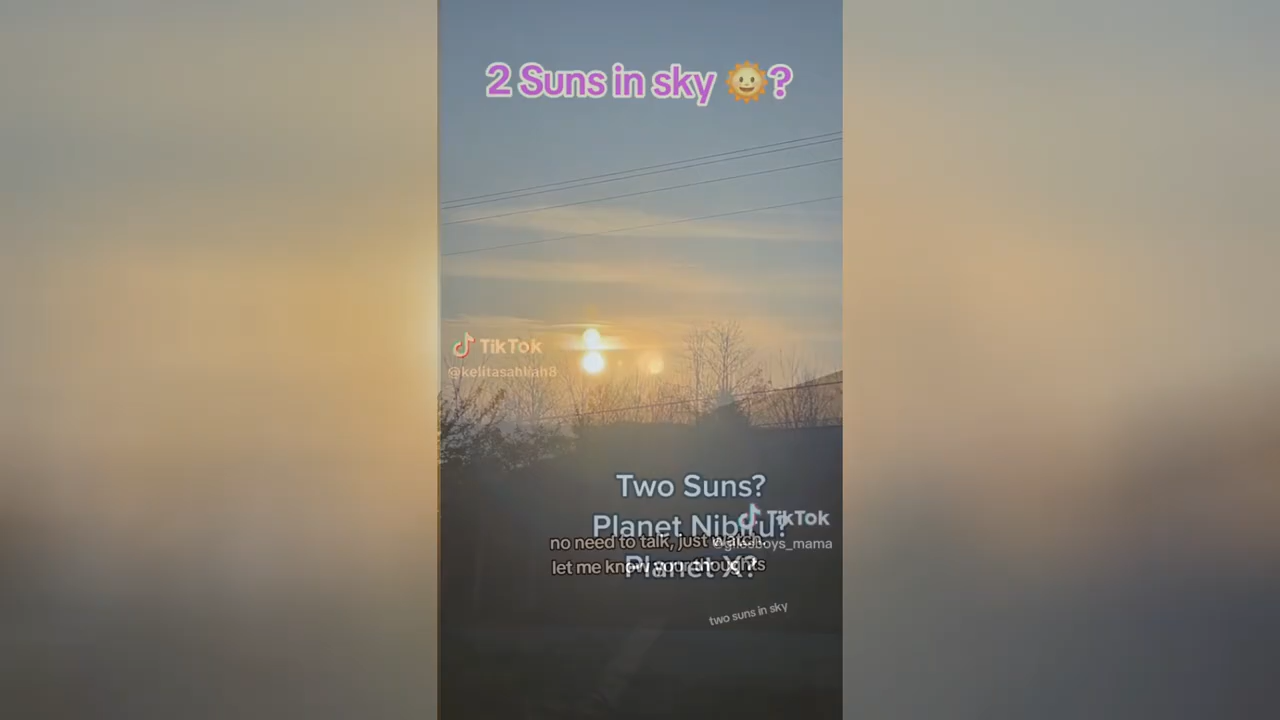 2 Suns in sky 🌞?
TikTok
Two Suns?
Planet Nibiru?
TikTok
no need to talk, just watch
let me know your thoughts
Planet X?
two suns in sky